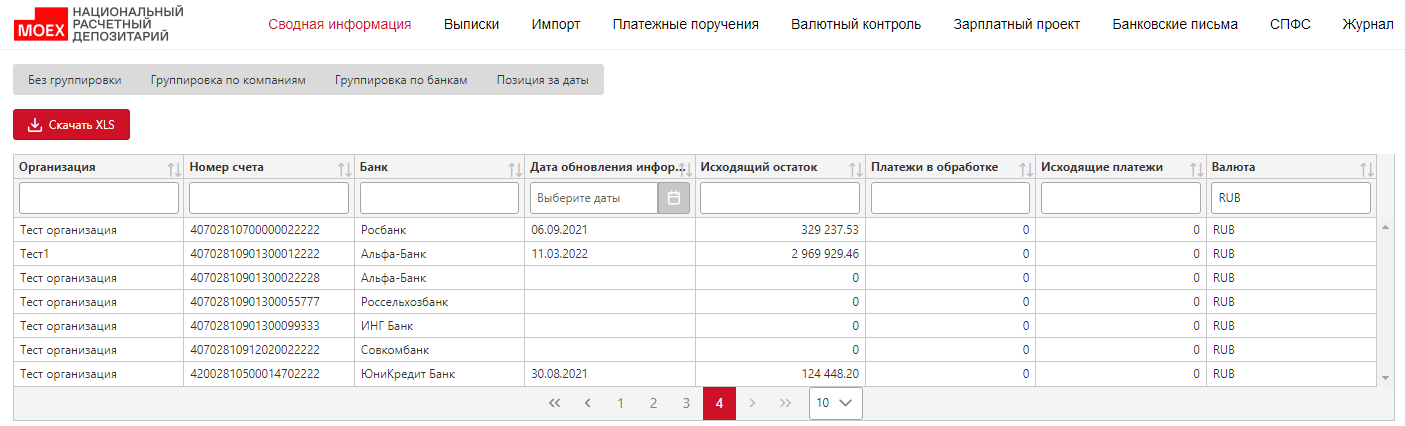 MOEX НАЦИОНАЛЬНЫЙ РАСЧЕТНЫЙ ДЕПОЗИТАРИЙ
Сводная информация Выписки Импорт Платежные поручения Валютный контроль Зарплатный проект Банковские письма СПФС Журнал
Без группировки Группировка по компаниям Группировка по банкам Позиция за даты
Скачать XLS
Организация Номер счета Банк Дата обновления инфор... Исходящий остаток Платежи в обработке Исходящие платежи Валюта
Выберите даты RUB
Тест организация 40702810700000022222 Росбанк 06.09.2021 329 237.53 0 0 RUB
Тест1 40702810901300012222 Альфа-Банк 11.03.2022 2 969 929.46 0 0 RUB
Тест организация 40702810901300022228 Альфа-Банк 0 0 0 RUB
Тест организация 40702810901300055777 Россельхозбанк 0 0 0 RUB
Тест организация 40702810901300099333 ИНГ Банк 0 0 0 RUB
Тест организация 40702810912020022222 Совкомбанк 0 0 0 RUB
Тест организация 42002810500014702222 ЮниКредит Банк 30.08.2021 124 448.20 0 0 RUB
1 2 3 4 10